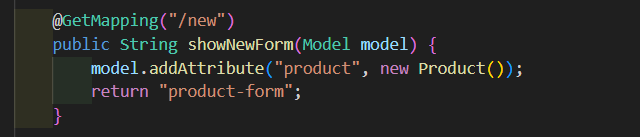 @GetMapping("/new")
public String showNewForm(Model model) {
model.addAttribute("product", new Product());
return "product-form";
}